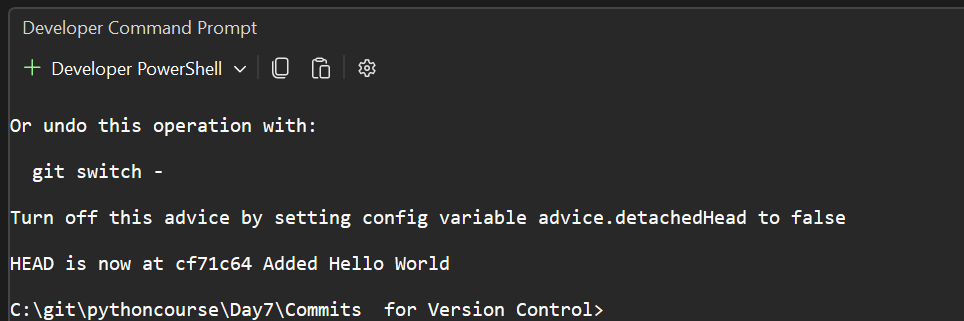 Developer Command Prompt
+ Developer PowerShell
Or undo this operation with:
git switch -
Turn off this advice by setting config variable advice.detachedHead to false
HEAD is now at cf71c64 Added Hello World
C:\git\pythoncourse\Day7\Commits  for Version Control>